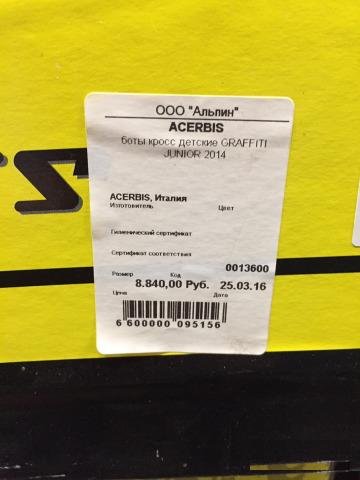 ООО "Альпин"
ACERBIS
боты кросс детские GRAFFITI
JUNIOR 2014
ACERBIS, Италия
Изготовитель Цвет
Гигиенический сертификат
Сертификат соответствия
0013600
Размер Код
8.840,00 Руб. 25.03.16
Цена Дата
6 600000 095156